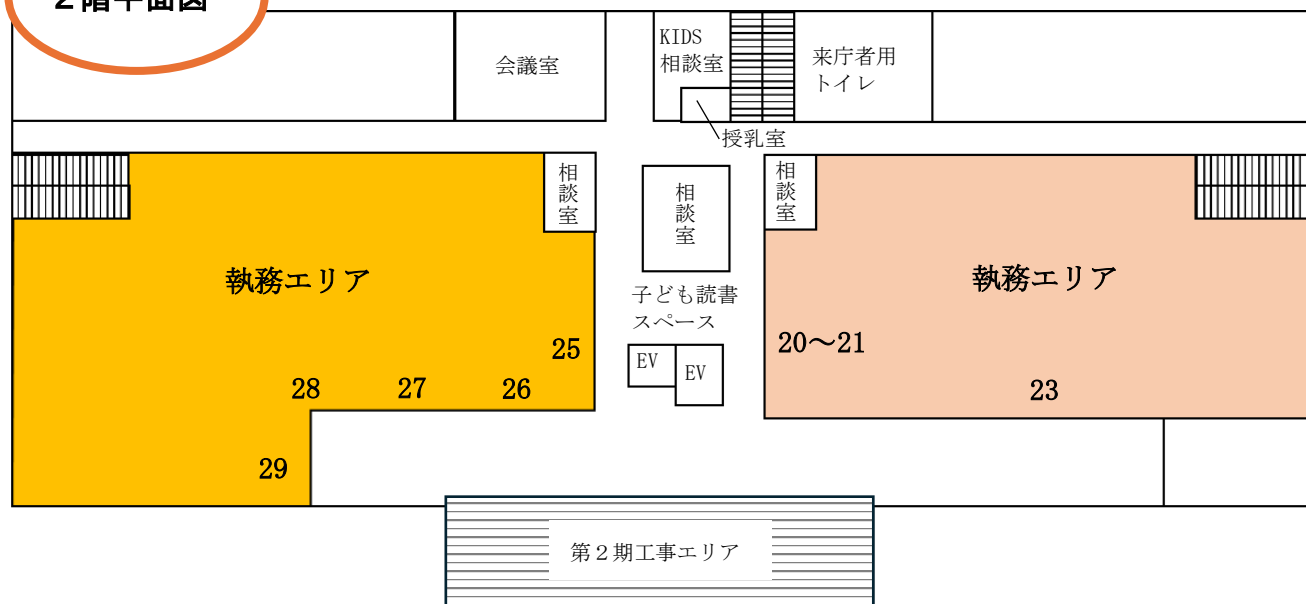 ２階平面図
会議室
KIDS
相談室
来庁者用
トイレ
授乳室
相談室
相談室
相談室
執務エリア
執務エリア
子ども読書
スペース
20～21
25
EV
EV
28
27
26
23
29
第２期工事エリア